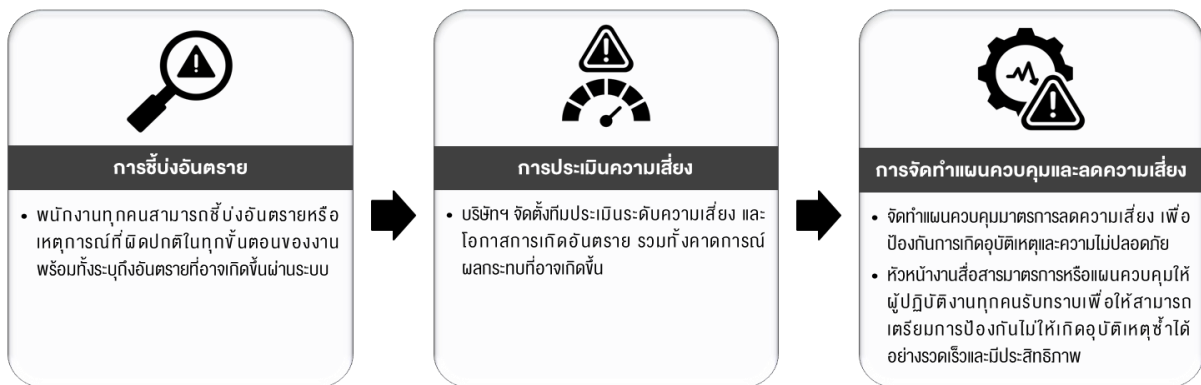 การชี้บ่งอันตราย
• พนักงานทุกคนสามารถชี้บ่งอันตรายหรือ
เหตุการณ์ที่ผิดปกติในทุกขั้นตอนของงาน
พร้อมทั้งระบุถึงอันตรายที่อาจเกิดขึ้นผ่านระบบ
การประเมินความเสี่ยง
• บริษัทฯ จัดตั้งทีมประเมินระดับความเสี่ยง และ
โอกาสการเกิดอันตราย รวมทั้งคาดการณ์
ผลกระทบที่อาจเกิดขึ้น
การจัดทำแผนควบคุมและลดความเสี่ยง
• จัดทำแผนควบคุมมาตรการลดความเสี่ยง เพื่อ
ป้องกันการเกิดอุบัติเหตุและความไม่ปลอดภัย
• หัวหน้างานสื่อสารมาตรการหรือแผนควบคุมให้
ผู้ปฏิบัติงานทุกคนรับทราบเพื่อให้สามารถ
เตรียมการป้องกันไม่ให้เกิดอุบัติเหตุซ้ำได้
อย่างรวดเร็วและมีประสิทธิภาพ